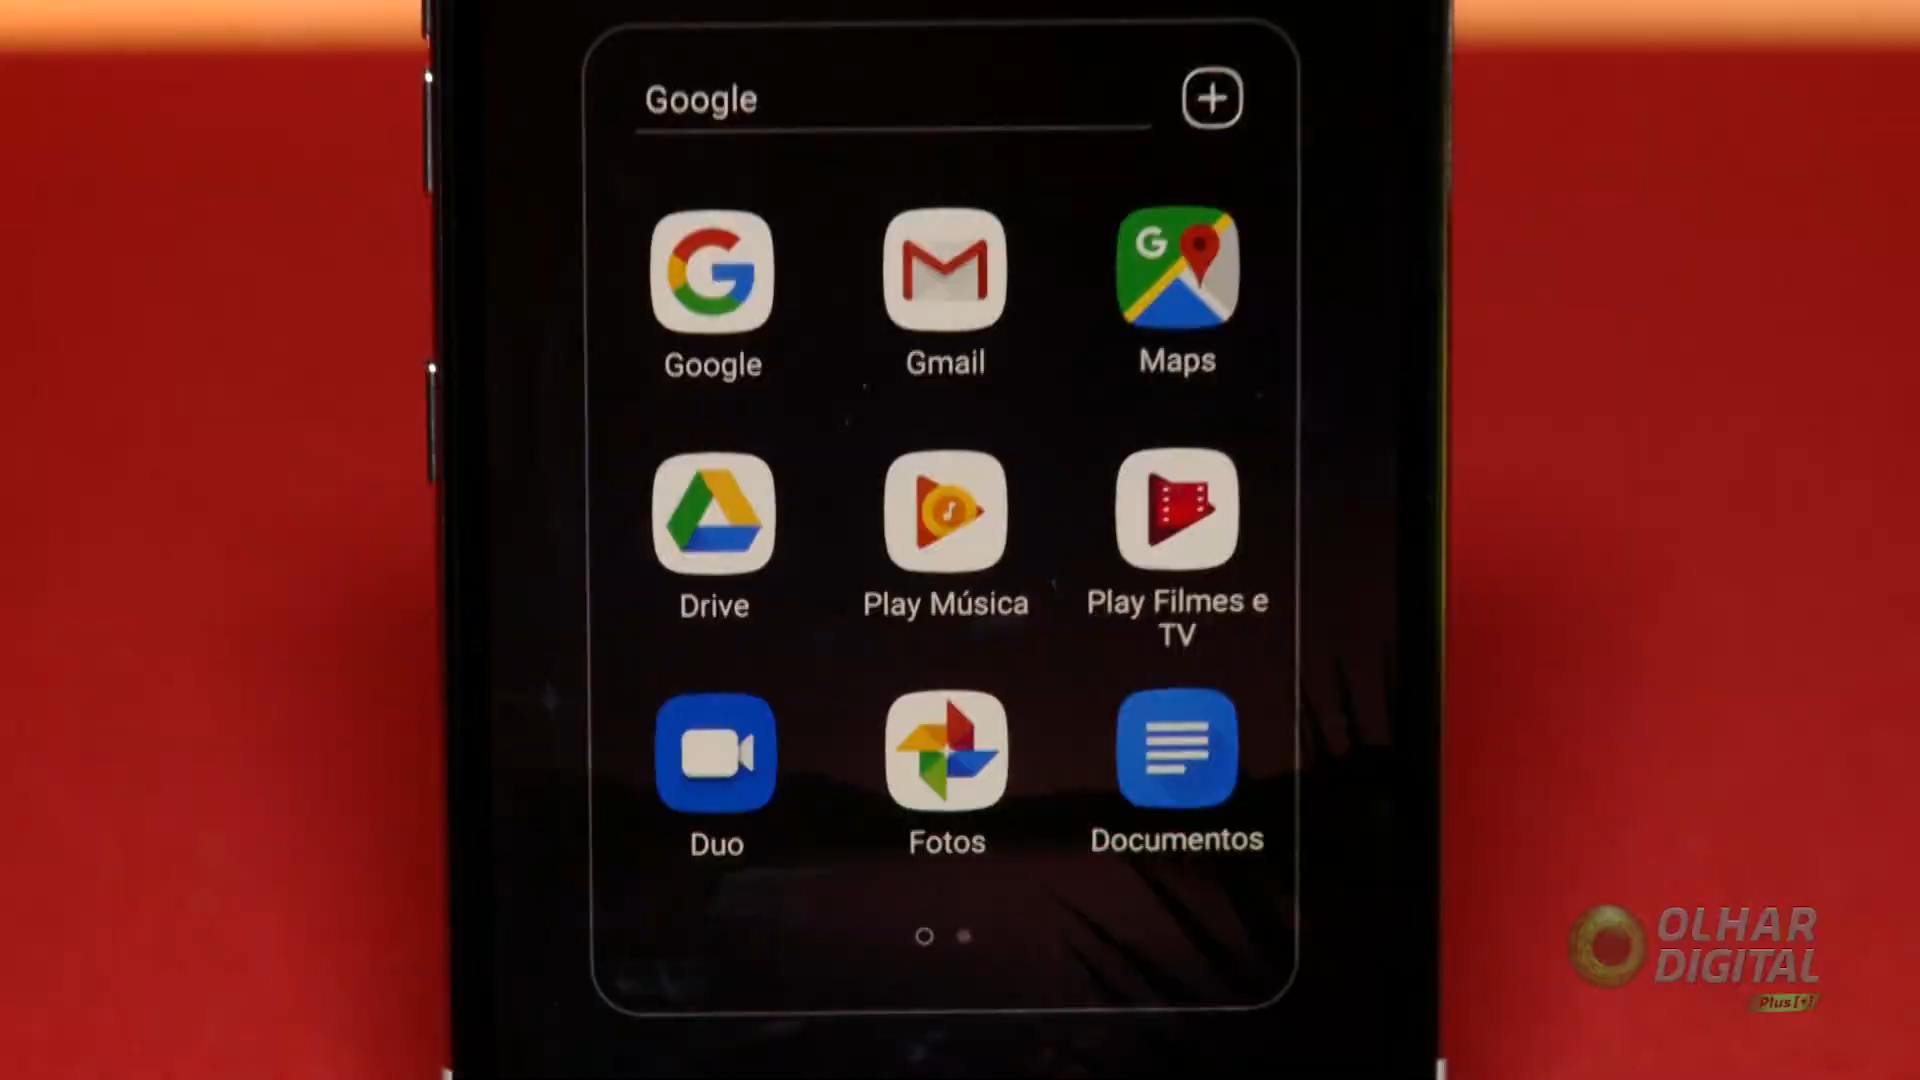 Google
Google
Gmail
G
Maps
Drive
Play Música
Play Filmes e
TV
Duo
Fotos
Documentos
OLHAR
DIGITAL
Plus[+]